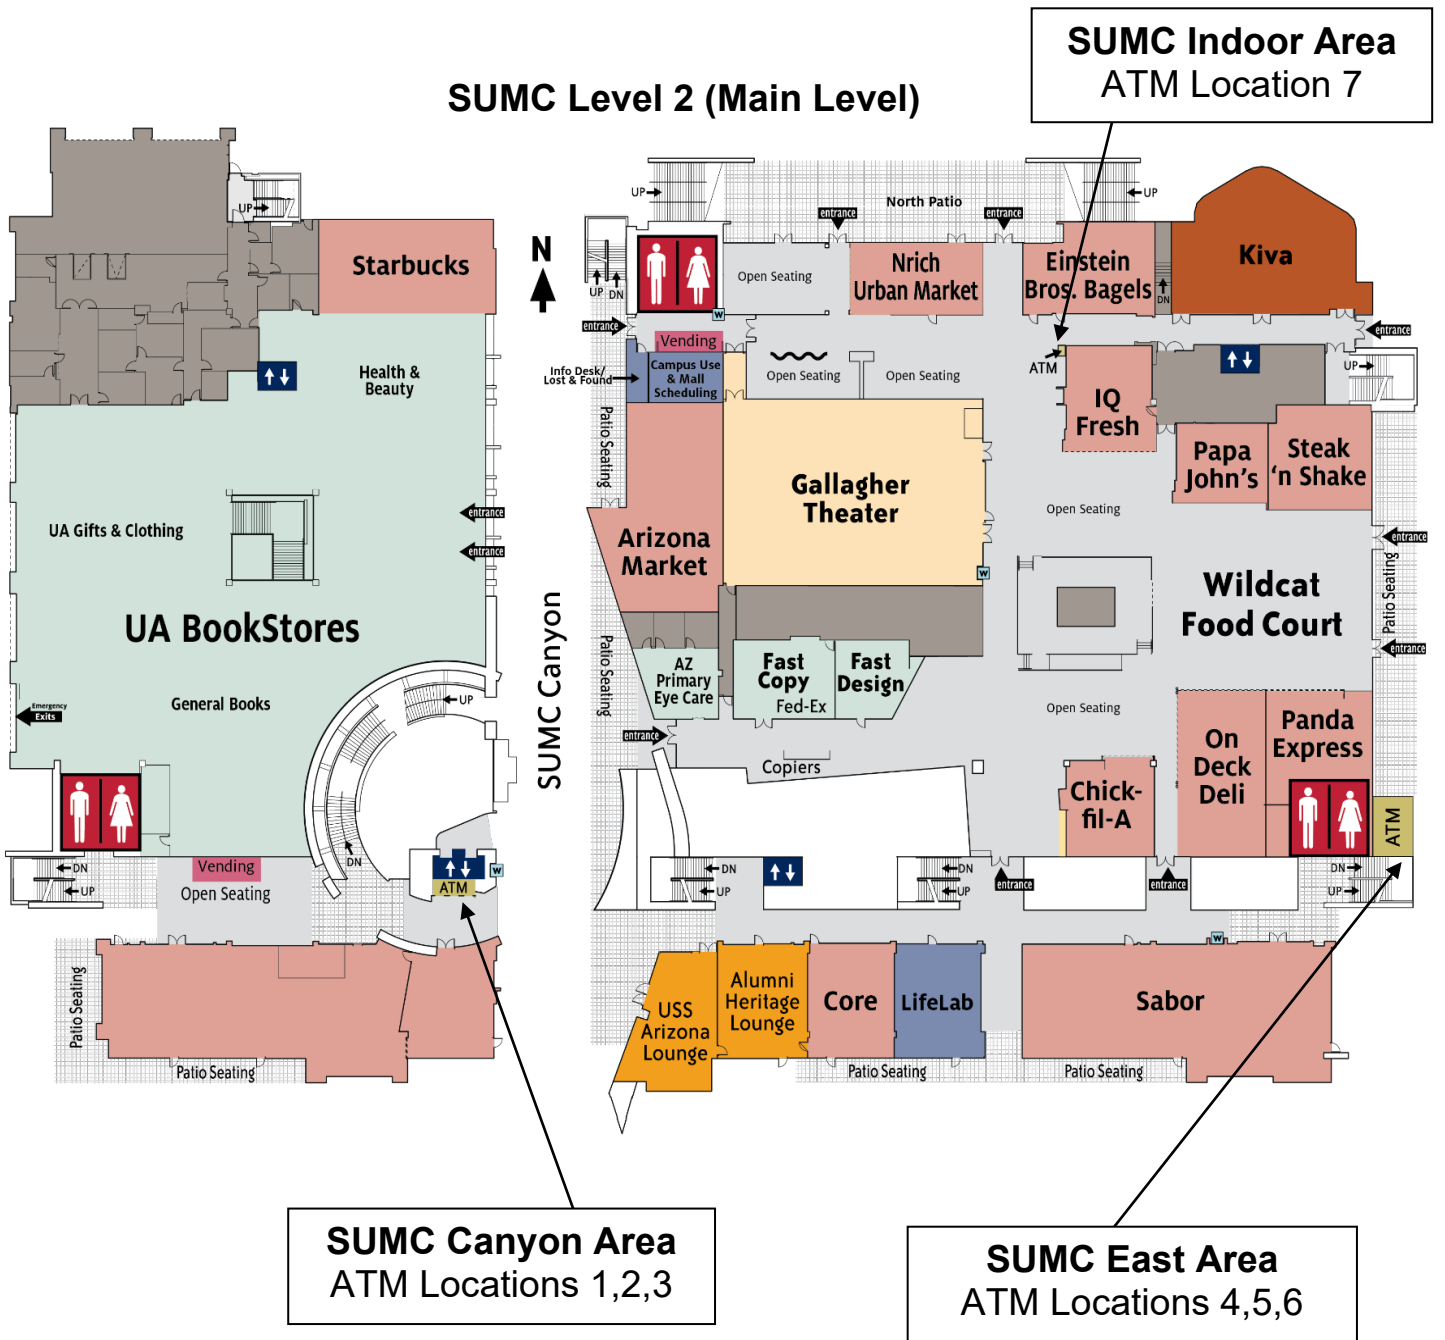 SUMC Indoor Area
ATM Location 7
SUMC Level 2 (Main Level)
UP
Starbucks
Health &
Beauty
UA Gifts & Clothing
entrance
entrance
UA BookStores
General Books
Emergency
Exits
UP
DN
DN
UP
Vending
Open Seating
ATM
W
Patio Seating
Patio Seating
N
SUMC Canyon
UP
UP
North Patio
entrance
entrance
UP
DN
Open Seating
Nrich
Urban Market
Einstein
Bros. Bagels
DN
Kiva
W
entrance
entrance
Vending
Info Desk/
Lost & Found
Campus Use
& Mall
Scheduling
Open Seating
Open Seating
ATM
IQ
Fresh
UP
Patio Seating
Papa
John's
Steak
'n Shake
Gallagher
Theater
Open Seating
Arizona
Market
entrance
W
Wildcat
Food Court
Patio Seating
entrance
Patio Seating
AZ
Primary
Eye Care
Fast
Copy
Fed-Ex
Fast
Design
Open Seating
entrance
Copiers
On
Deck
Deli
Panda
Express
Chick-
fil-A
ATM
DN
UP
DN
UP
entrance
entrance
DN
UP
W
USS
Arizona
Lounge
Alumni
Heritage
Lounge
Core
LifeLab
Sabor
Patio Seating
Patio Seating
SUMC Canyon Area
ATM Locations 1,2,3
SUMC East Area
ATM Locations 4,5,6